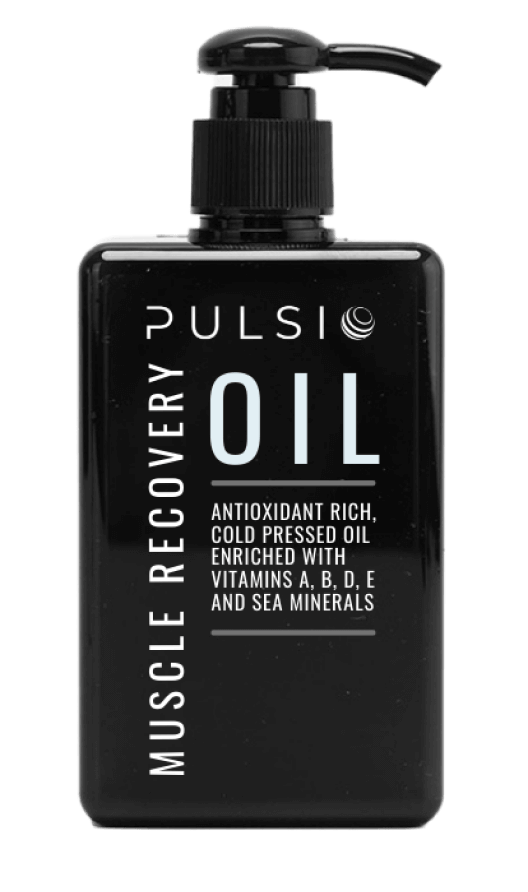 PULSIO
MUSCLE RECOVERY
OIL
ANTIOXIDANT RICH,
COLD PRESSED OIL
ENRICHED WITH
VITAMINS A, B, D, E
AND SEA MINERALS